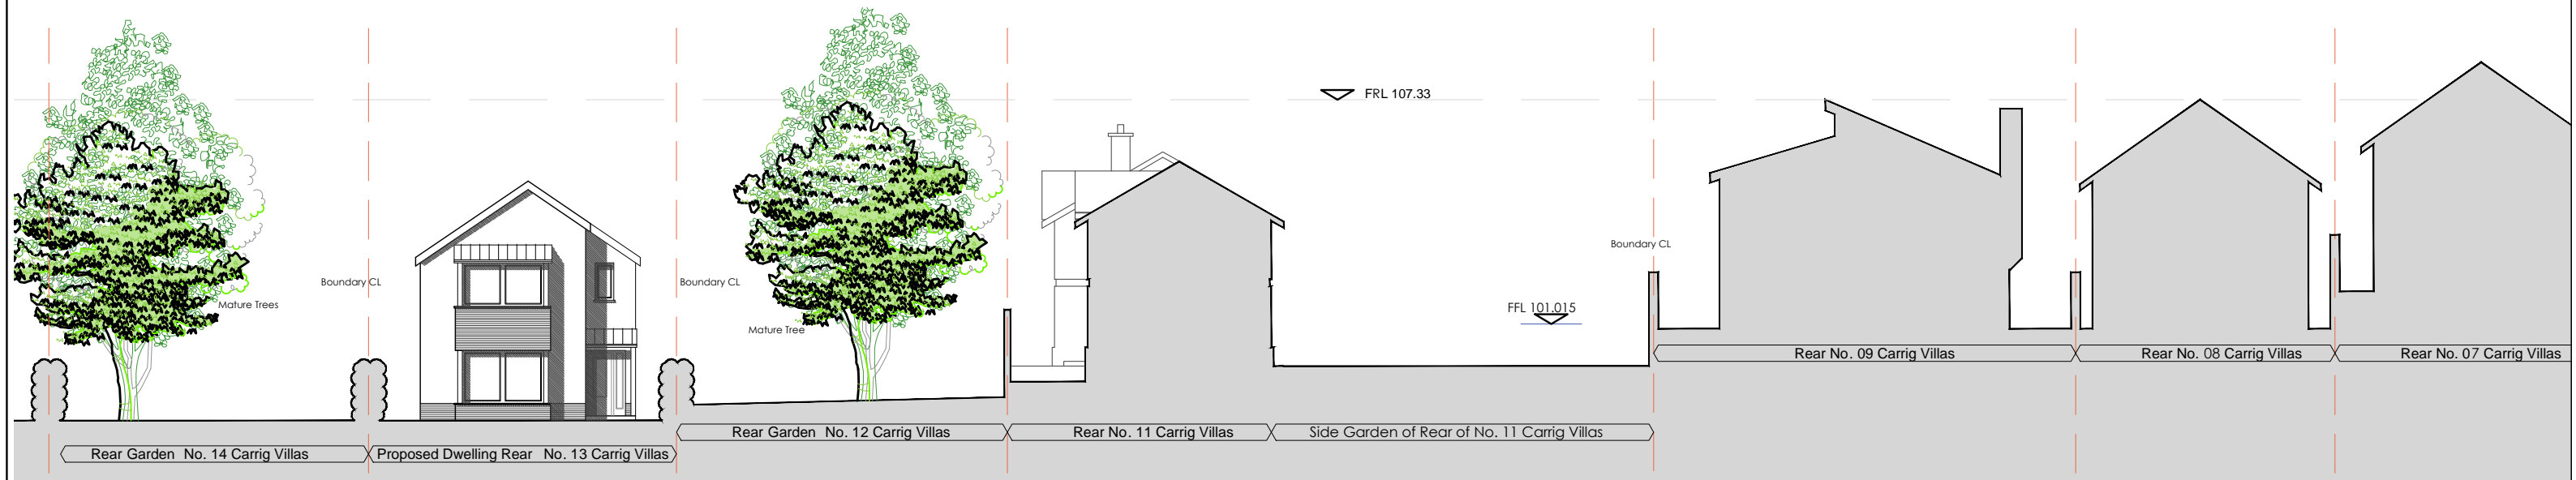 FRL 107.33
Boundary CL
Boundary CL
Boundary CL
Mature Trees
Mature Tree
FFL 101.015
Rear No. 09 Carrig Villas
Rear No. 08 Carrig Villas
Rear No. 07 Carrig Villas
Rear Garden No. 12 Carrig Villas
Rear No. 11 Carrig Villas
Side Garden of Rear of No. 11 Carrig Villas
Rear Garden No. 14 Carrig Villas
Proposed Dwelling Rear No. 13 Carrig Villas